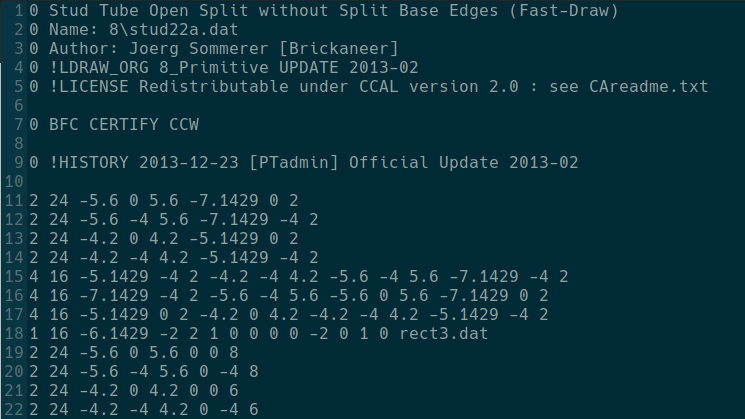 1 0 Stud Tube Open Split without Split Base Edges (Fast-Draw)
2 0 Name: 8\stud22a.dat
3 0 Author: Joerg Sommerer [Brickaneer]
4 0 !LDRAW_ORG 8_Primitive UPDATE 2013-02
5 0 !LICENSE Redistributable under CCAL version 2.0 : see CAreadme.txt
6
7 0 BFC CERTIFY CCW
8
9 0 !HISTORY 2013-12-23 [PTadmin] Official Update 2013-02
10
11 2 24 -5.6 0 5.6 -7.1429 0 2
12 2 24 -5.6 -4 5.6 -7.1429 -4 2
13 2 24 -4.2 0 4.2 -5.1429 0 2
14 2 24 -4.2 -4 4.2 -5.1429 -4 2
15 4 16 -5.1429 -4 2 -4.2 -4 4.2 -5.6 -4 5.6 -7.1429 -4 2
16 4 16 -7.1429 -4 2 -5.6 -4 5.6 -5.6 0 5.6 -7.1429 0 2
17 4 16 -5.1429 0 2 -4.2 0 4.2 -4.2 -4 4.2 -5.1429 -4 2
18 1 16 -6.1429 -2 2 1 0 0 0 0 -2 0 1 0 rect3.dat
19 2 24 -5.6 0 5.6 0 0 8
20 2 24 -5.6 -4 5.6 0 -4 8
21 2 24 -4.2 0 4.2 0 0 6
22 2 24 -4.2 -4 4.2 0 -4 6